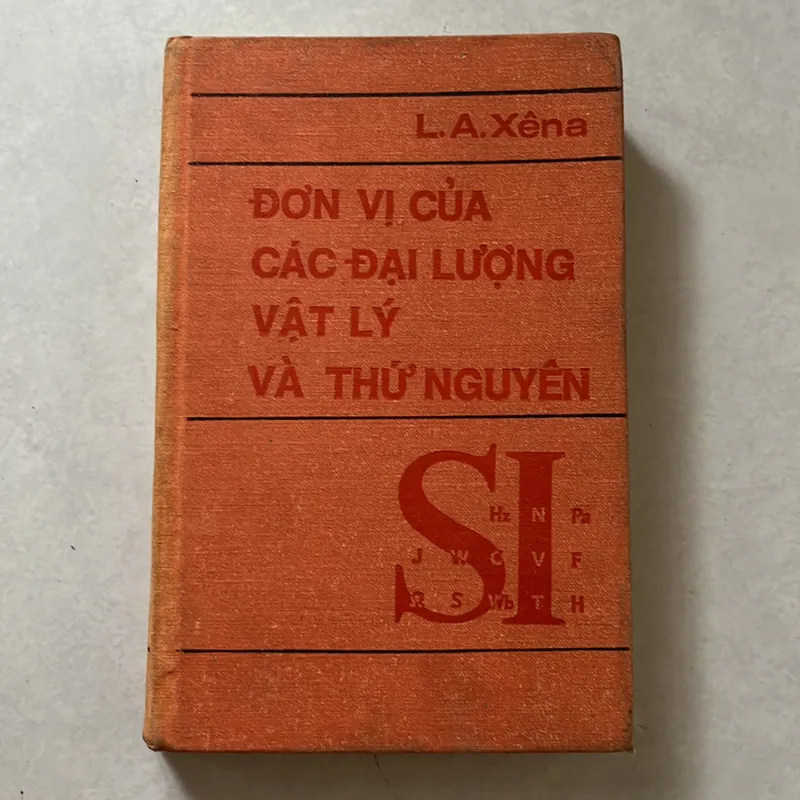 L.A.Xêna
ĐƠN VỊ CỦA
CÁC ĐẠI LƯỢNG
VẬT LÝ
VÀ THỨ NGUYÊN
SI
Hz N Pa
J W C V F
Ω S Wb T H